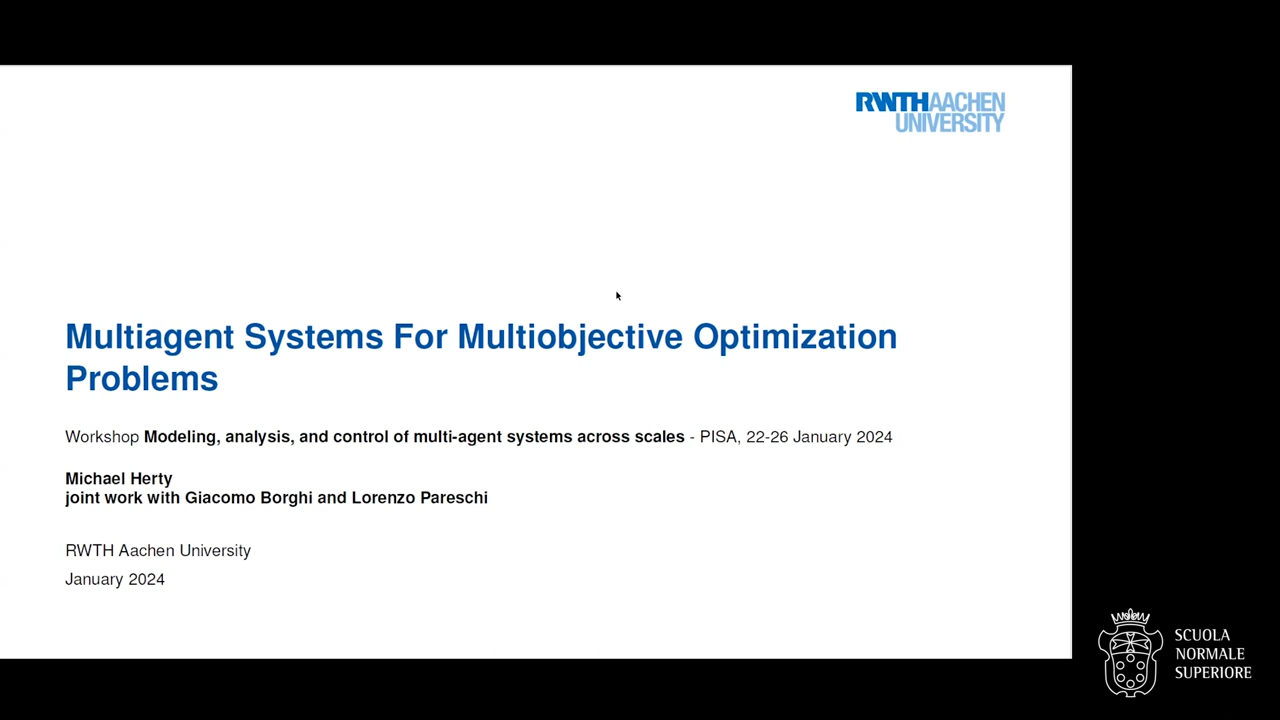 RWTHAACHEN
UNIVERSITY
Multiagent Systems For Multiobjective Optimization
Problems
Workshop Modeling, analysis, and control of multi-agent systems across scales - PISA, 22-26 January 2024
Michael Herty
joint work with Giacomo Borghi and Lorenzo Pareschi
RWTH Aachen University
January 2024
SCUOLA
NORMALE
SUPERIORE